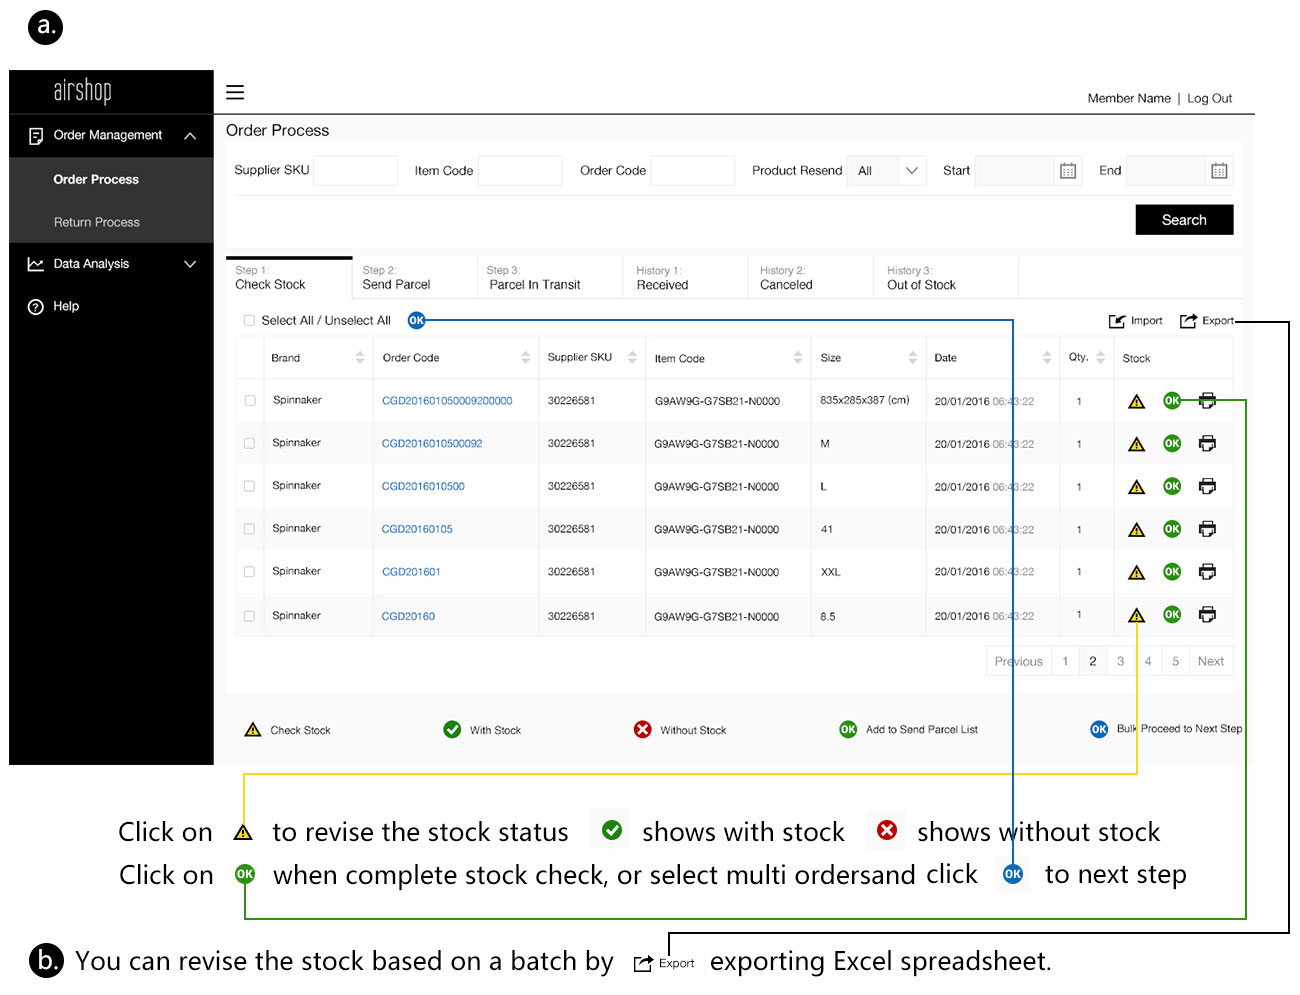 a.
airshop
Member Name | Log Out
Order Management
Order Process
Return Process
Data Analysis
Help
Order Process
Supplier SKU Item Code Order Code Product Resend All Start End
Search
Step 1: Step 2: Step 3: History 1: History 2: History 3:
Check Stock Send Parcel Parcel In Transit Received Canceled Out of Stock
Select All / Unselect All OK Import Export
Brand Order Code Supplier SKU Item Code Size Date Qty. Stock
Spinnaker CGD201601050009200000 30226581 G9AW9G-G7SB21-N0000 835x285x387 (cm) 20/01/2016 06:43:22 1 OK
Spinnaker CGD2016010500092 30226581 G9AW9G-G7SB21-N0000 M 20/01/2016 06:43:22 1 OK
Spinnaker CGD2016010500 30226581 G9AW9G-G7SB21-N0000 L 20/01/2016 06:43:22 1 OK
Spinnaker CGD20160105 30226581 G9AW9G-G7SB21-N0000 41 20/01/2016 06:43:22 1 OK
Spinnaker CGD201601 30226581 G9AW9G-G7SB21-N0000 XXL 20/01/2016 06:43:22 1 OK
Spinnaker CGD20160 30226581 G9AW9G-G7SB21-N0000 8.5 20/01/2016 06:43:22 1 OK
Previous 1 2 3 4 5 Next
Check Stock With Stock Without Stock OK Add to Send Parcel List OK Bulk Proceed to Next Step
Click on to revise the stock status shows with stock shows without stock
Click on OK when complete stock check, or select multi ordersand click OK to next step
b. You can revise the stock based on a batch by Export exporting Excel spreadsheet.